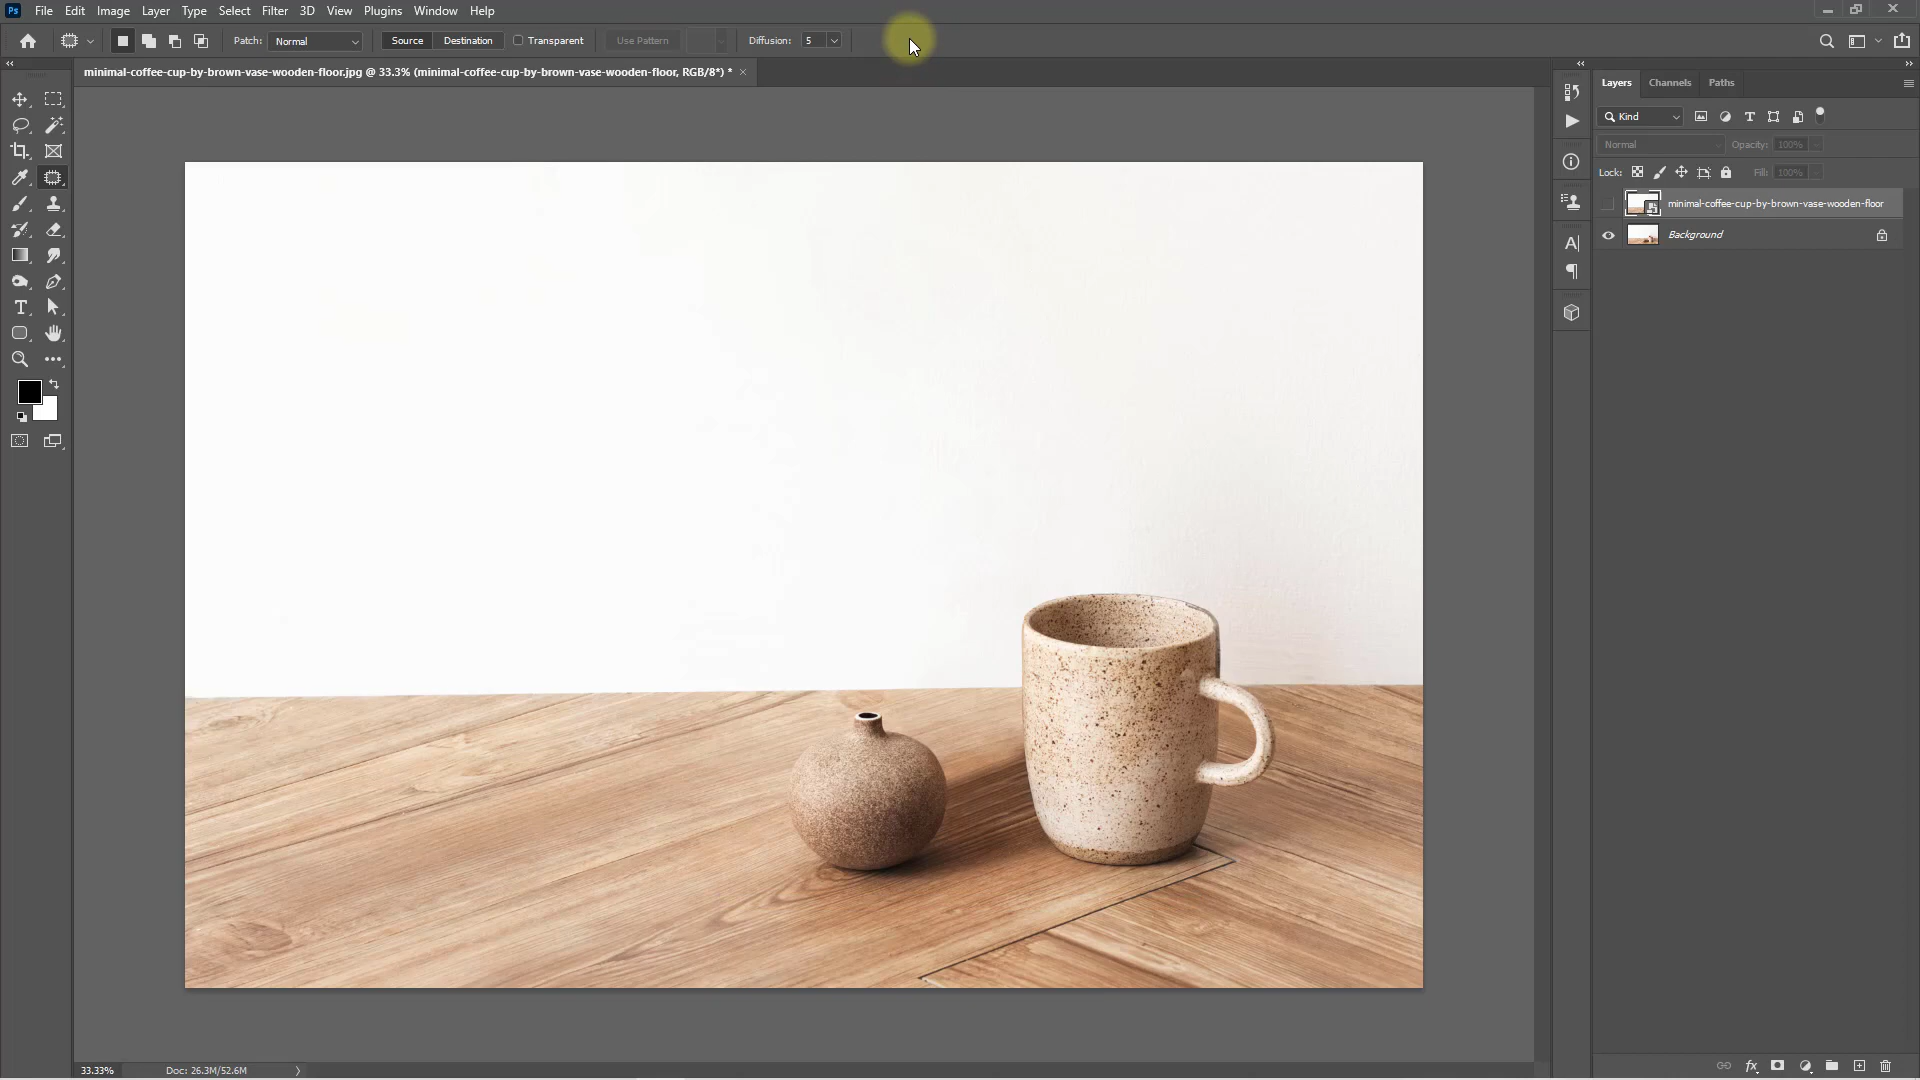 Ps File Edit Image Layer Type Select Filter 3D View Plugins Window Help
Patch: Normal Source Destination Transparent Use Pattern Diffusion: 5
minimal-coffee-cup-by-brown-vase-wooden-floor.jpg @ 33.3% (minimal-coffee-cup-by-brown-vase-wooden-floor, RGB/8*) *
Layers Channels Paths
Kind
Normal Opacity: 100%
Lock: Fill: 100%
minimal-coffee-cup-by-brown-vase-wooden-floor
Background
33.33% Doc: 26.3M/52.6M